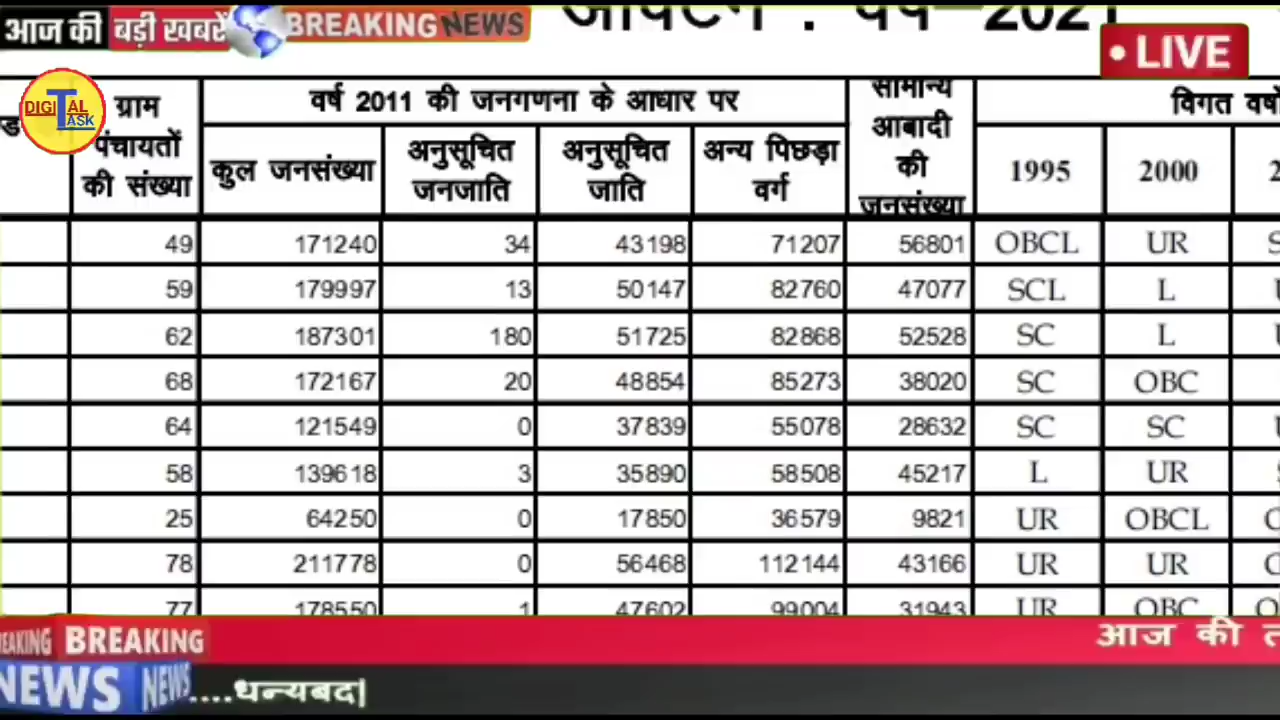 आज की बड़ी खबरें BREAKING NEWS
आवंटन : वर्ष–2021
• LIVE
DIGITAL TASK
ग्राम पंचायतों की संख्या
वर्ष 2011 की जनगणना के आधार पर
सामान्य आबादी की जनसंख्या
कुल जनसंख्या अनुसूचित जनजाति अनुसूचित जाति अन्य पिछड़ा वर्ग 1995 2000
49 171240 34 43198 71207 56801 OBCL UR
59 179997 13 50147 82760 47077 SCL L
62 187301 180 51725 82868 52528 SC L
68 172167 20 48854 85273 38020 SC OBC
64 121549 0 37839 55078 28632 SC SC
58 139618 3 35890 58508 45217 L UR
25 64250 0 17850 36579 9821 UR OBCL
78 211778 0 56468 112144 43166 UR UR
77 178550 1 47602 99004 31943 UR OBC
BREAKING
आज की
NEWS NEWS ....धन्यबद|